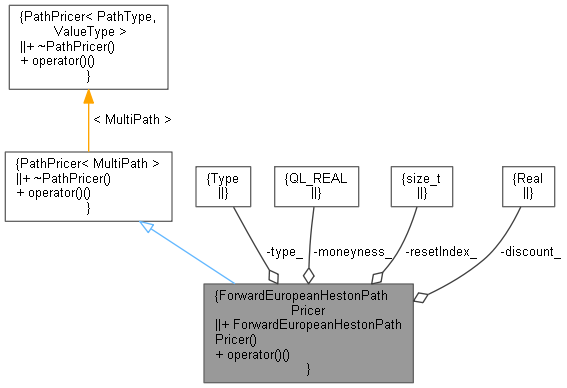 {PathPricer< PathType,
ValueType >
||+ ~PathPricer()
+ operator()()
}
< MultiPath >
{PathPricer< MultiPath >
||+ ~PathPricer()
+ operator()()
}
{Type
||}
{QL_REAL
||}
{size_t
||}
{Real
||}
-type_
-moneyness_
-resetIndex_
-discount_
{ForwardEuropeanHestonPath
Pricer
||+ ForwardEuropeanHestonPath
Pricer()
+ operator()()
}